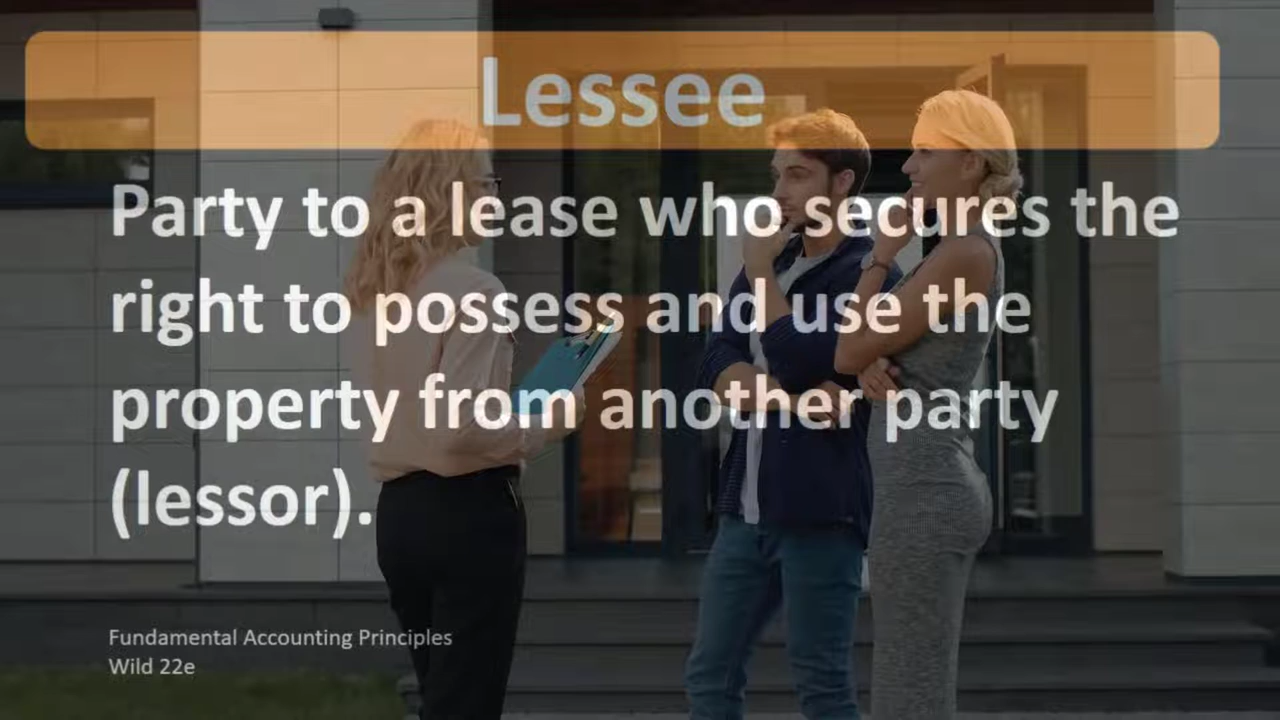 Lessee
Party to a lease who secures the
right to possess and use the
property from another party
(lessor).
Fundamental Accounting Principles
Wild 22e